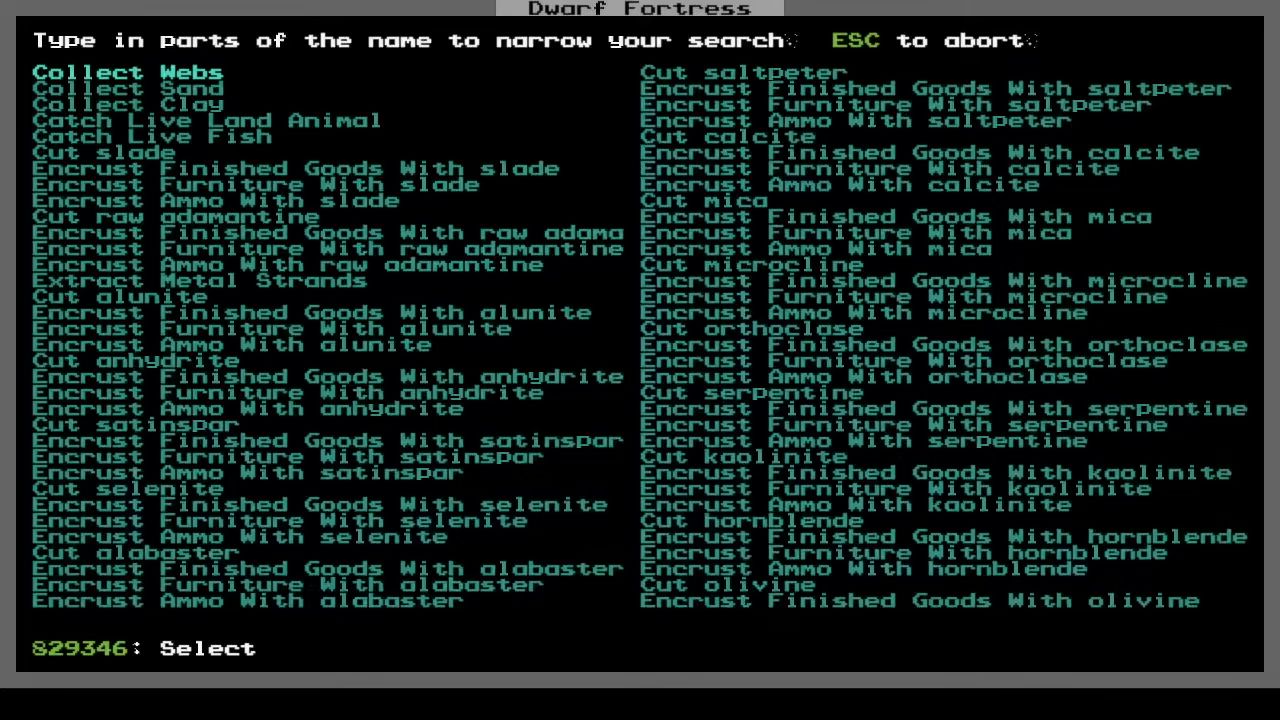 Dwarf Fortress
Type in parts of the name to narrow your search. ESC to abort.
Collect Webs
Collect Sand
Collect Clay
Catch Live Land Animal
Catch Live Fish
Cut slade
Encrust Finished Goods With slade
Encrust Furniture With slade
Encrust Ammo With slade
Cut raw adamantine
Encrust Finished Goods With raw adama
Encrust Furniture With raw adamantine
Encrust Ammo With raw adamantine
Extract Metal Strands
Cut alunite
Encrust Finished Goods With alunite
Encrust Furniture With alunite
Encrust Ammo With alunite
Cut anhydrite
Encrust Finished Goods With anhydrite
Encrust Furniture With anhydrite
Encrust Ammo With anhydrite
Cut satinspar
Encrust Finished Goods With satinspar
Encrust Furniture With satinspar
Encrust Ammo With satinspar
Cut selenite
Encrust Finished Goods With selenite
Encrust Furniture With selenite
Encrust Ammo With selenite
Cut alabaster
Encrust Finished Goods With alabaster
Encrust Furniture With alabaster
Encrust Ammo With alabaster
Cut saltpeter
Encrust Finished Goods With saltpeter
Encrust Furniture With saltpeter
Encrust Ammo With saltpeter
Cut calcite
Encrust Finished Goods With calcite
Encrust Furniture With calcite
Encrust Ammo With calcite
Cut mica
Encrust Finished Goods With mica
Encrust Furniture With mica
Encrust Ammo With mica
Cut microcline
Encrust Finished Goods With microcline
Encrust Furniture With microcline
Encrust Ammo With microcline
Cut orthoclase
Encrust Finished Goods With orthoclase
Encrust Furniture With orthoclase
Encrust Ammo With orthoclase
Cut serpentine
Encrust Finished Goods With serpentine
Encrust Furniture With serpentine
Encrust Ammo With serpentine
Cut kaolinite
Encrust Finished Goods With kaolinite
Encrust Furniture With kaolinite
Encrust Ammo With kaolinite
Cut hornblende
Encrust Finished Goods With hornblende
Encrust Furniture With hornblende
Encrust Ammo With hornblende
Cut olivine
Encrust Finished Goods With olivine
829346: Select